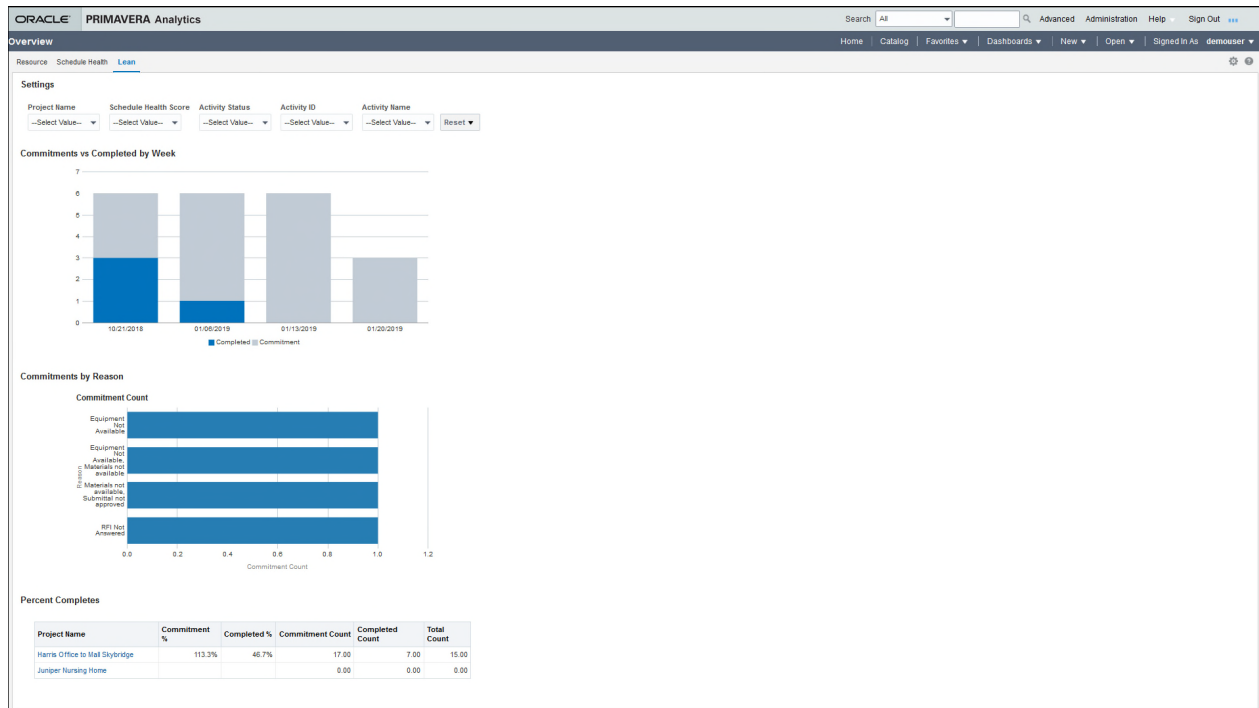 ORACLE PRIMAVERA Analytics
Search All Advanced Administration Help Sign Out
Overview
Home Catalog Favorites Dashboards New Open Signed In As demouser
Resource Schedule Health Lean
Settings
Project Name Schedule Health Score Activity Status Activity ID Activity Name
--Select Value-- --Select Value-- --Select Value-- --Select Value-- --Select Value-- Reset
Commitments vs Completed by Week
7
6
5
4
3
2
1
0
10/21/2018 01/06/2019 01/13/2019 01/20/2019
Completed Commitment
Commitments by Reason
Commitment Count
Reason
Equipment
Not
Available
Equipment
Not
Available,
Materials not
available
Materials not
available,
Submittal not
approved
RFI Not
Answered
0.0 0.2 0.4 0.6 0.8 1.0 1.2
Commitment Count
Percent Completes
Project Name Commitment % Completed % Commitment Count Completed Count Total Count
Harris Office to Mall Skybridge 113.3% 46.7% 17.00 7.00 15.00
Juniper Nursing Home 0.00 0.00 0.00